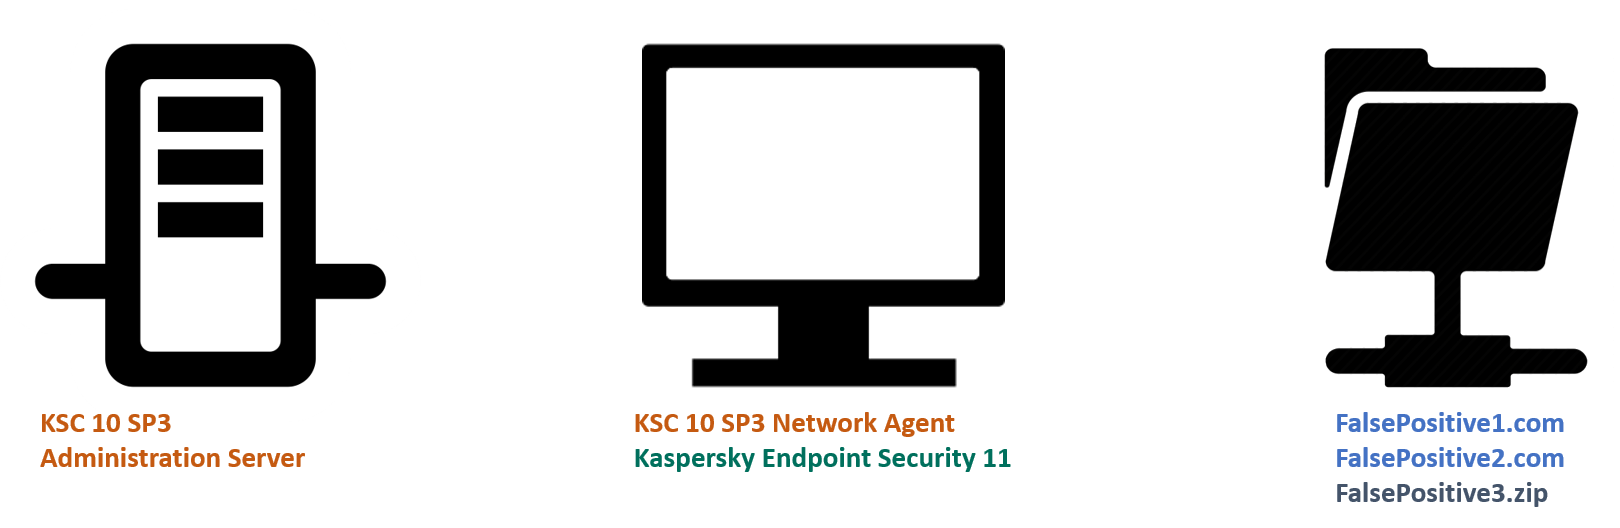 KSC 10 SP3
Administration Server
KSC 10 SP3 Network Agent
Kaspersky Endpoint Security 11
FalsePositive1.com
FalsePositive2.com
FalsePositive3.zip